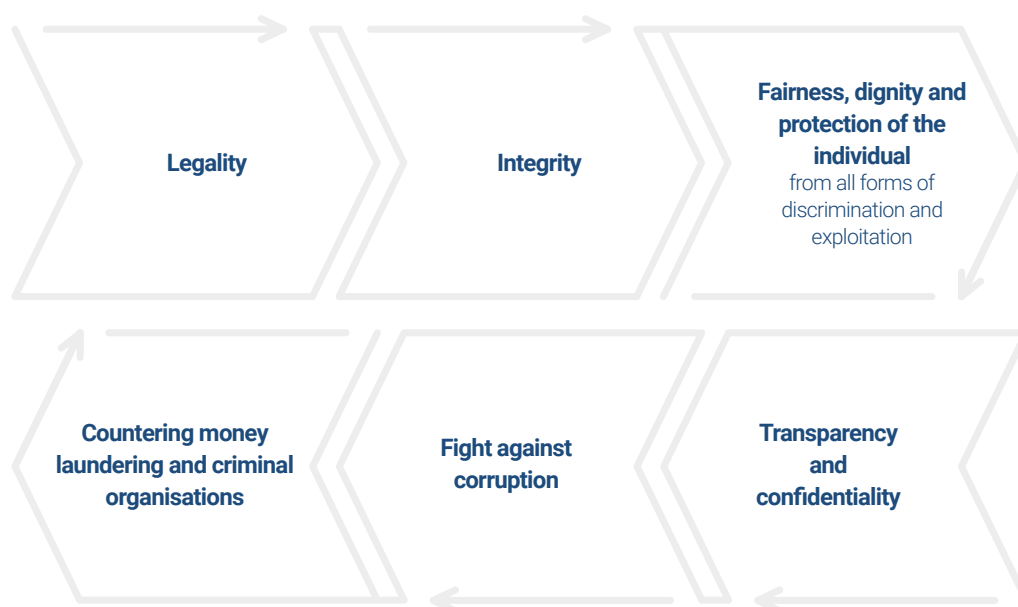 Legality
Integrity
Fairness, dignity and
protection of the
individual
from all forms of
discrimination and
exploitation
Countering money
laundering and criminal
organisations
Fight against
corruption
Transparency
and
confidentiality